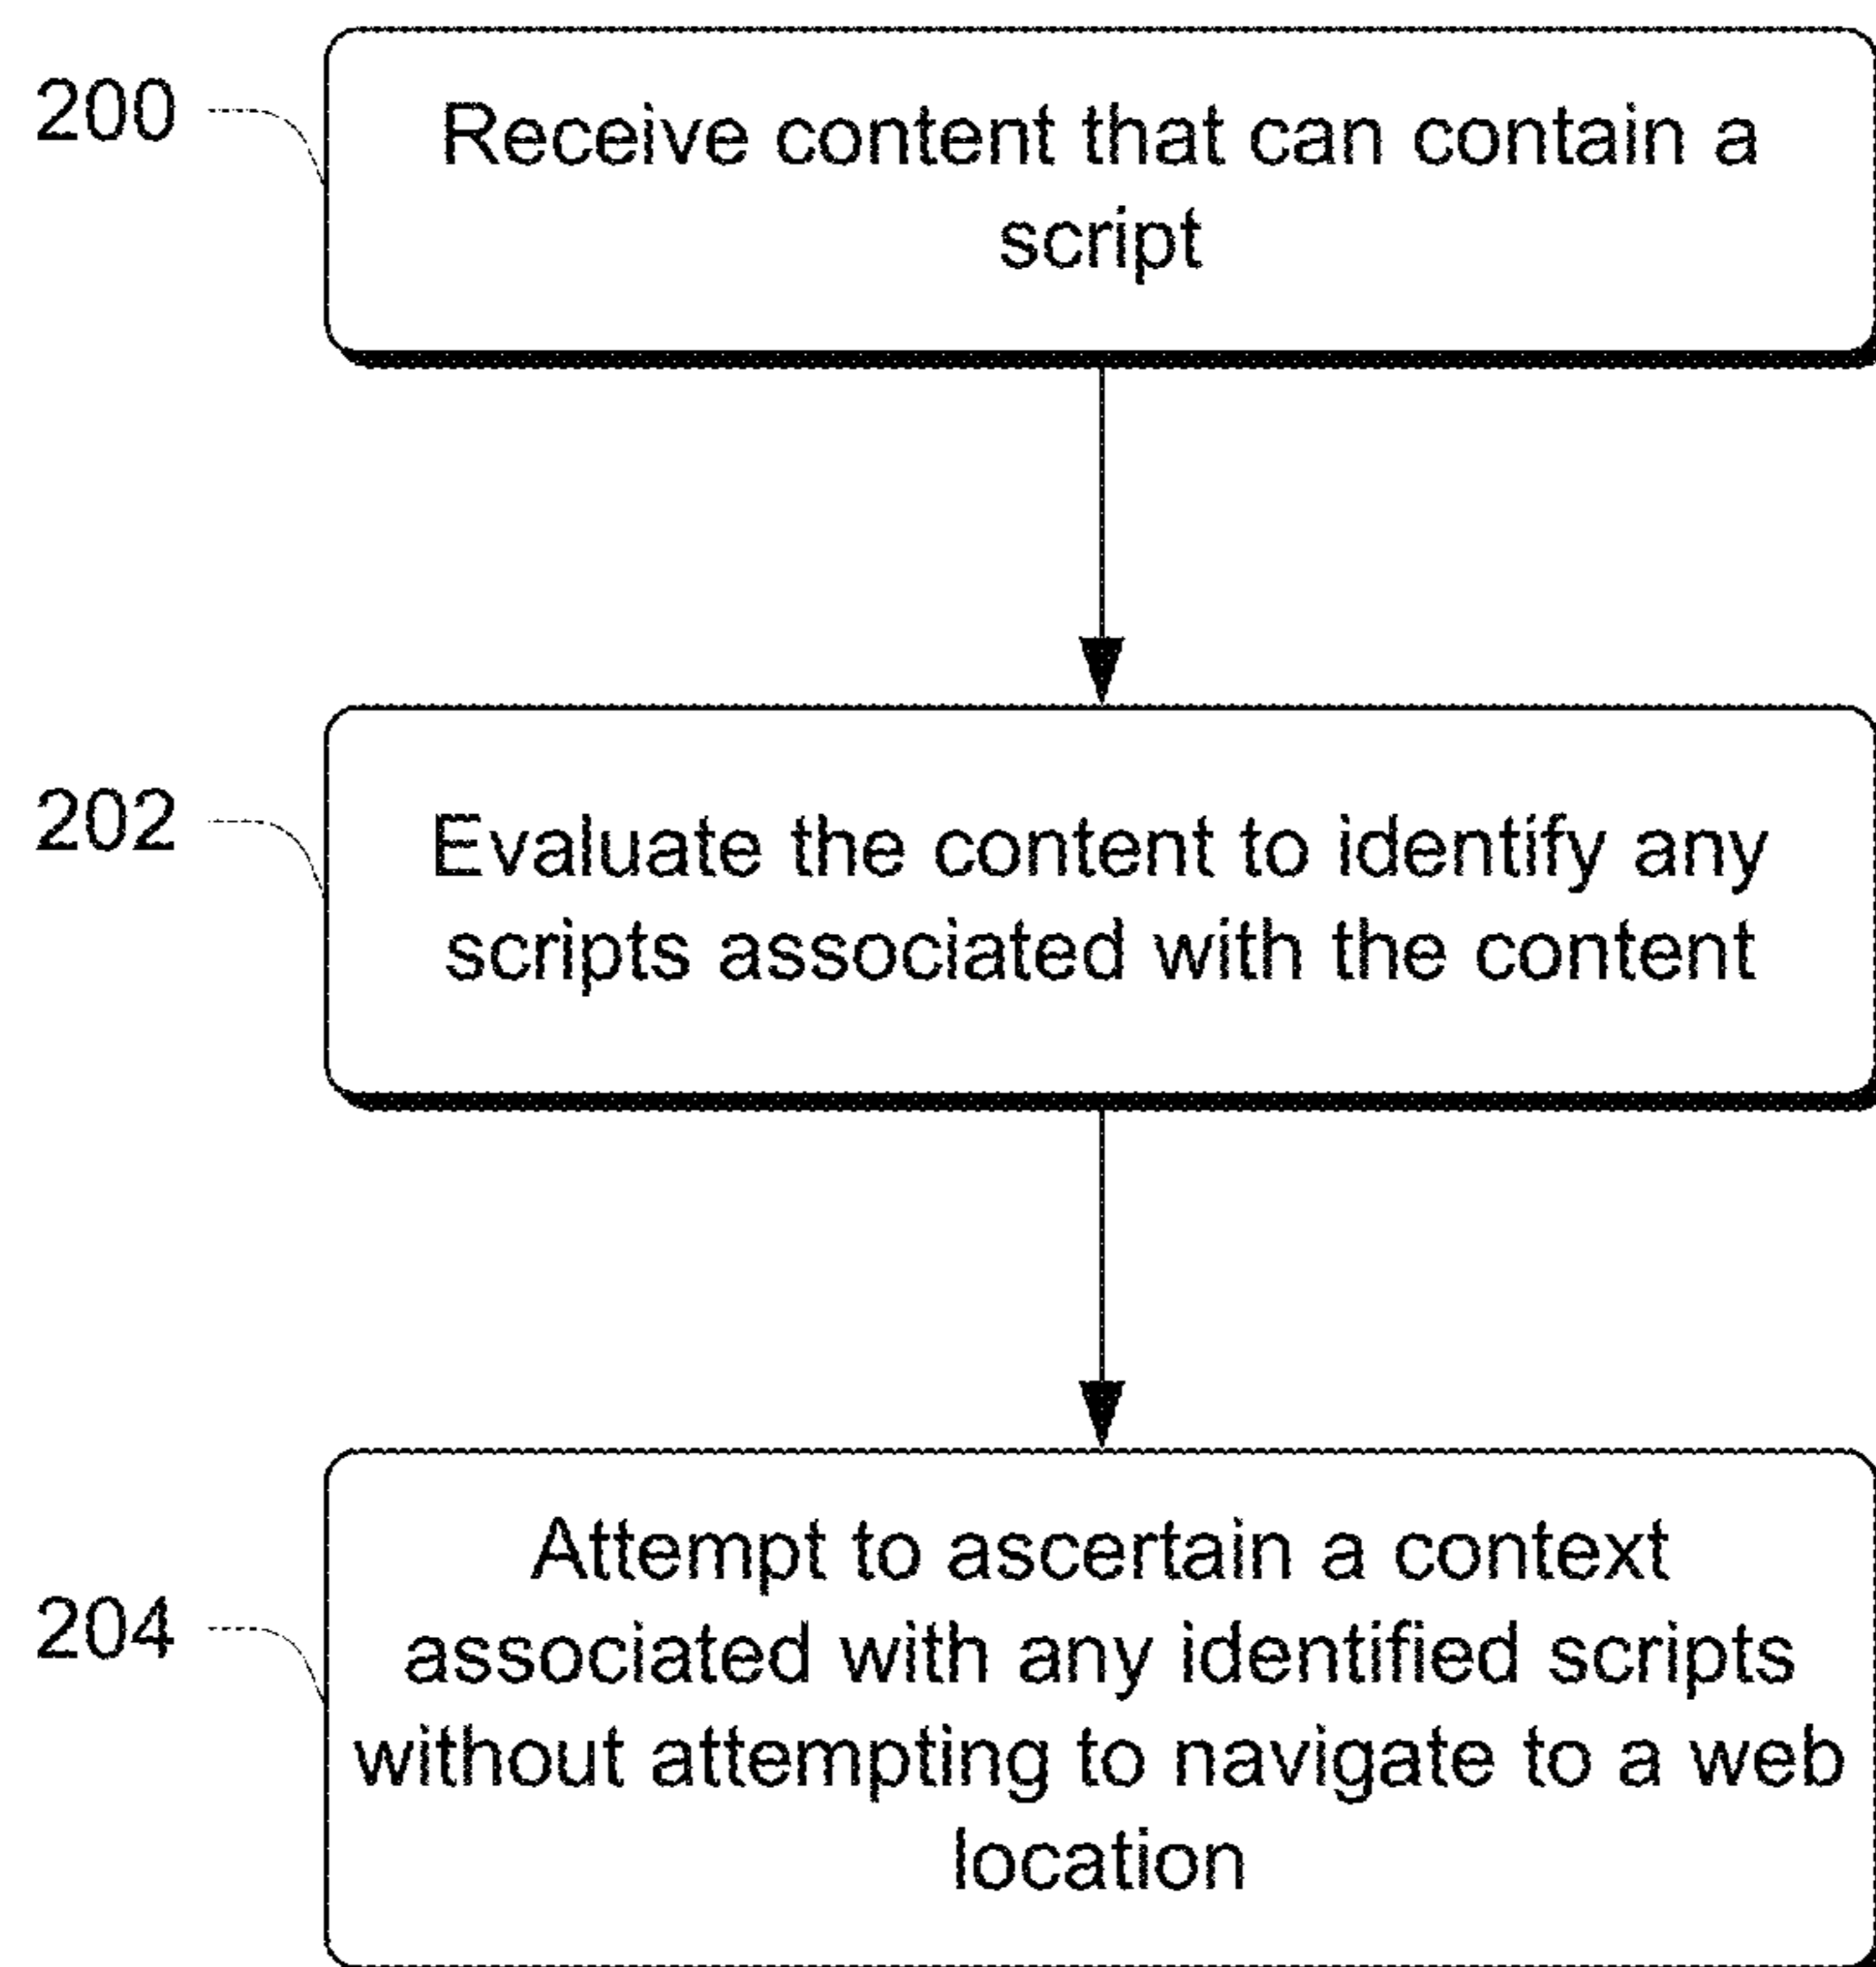 200
Receive content that can contain a
script
202
Evaluate the content to identify any
scripts associated with the content
204
Attempt to ascertain a context
associated with any identified scripts
without attempting to navigate to a web
location